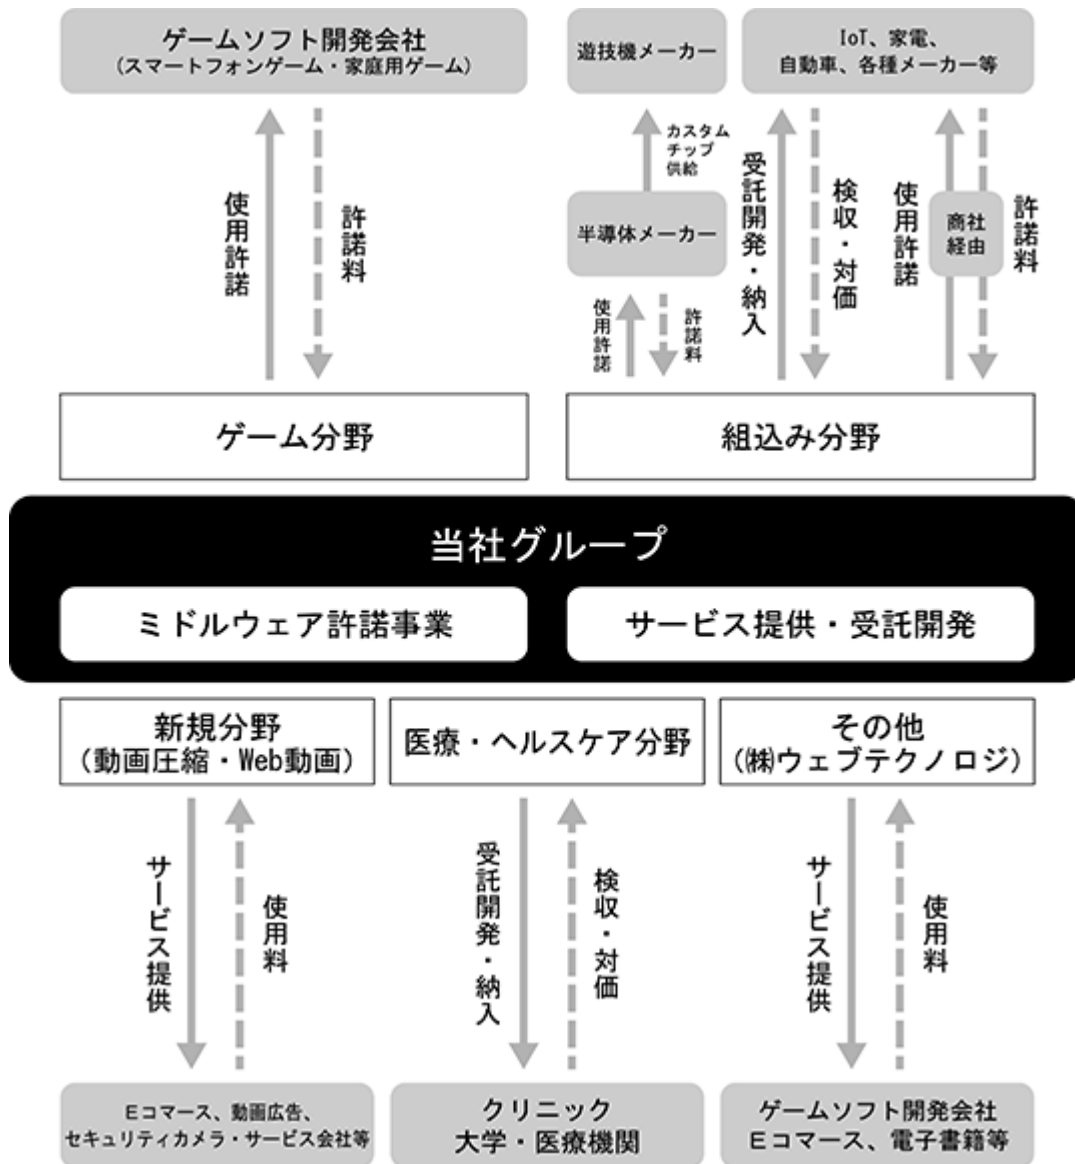 ゲームソフト開発会社
(スマートフォンゲーム・家庭用ゲーム)
遊技機メーカー
IoT、家電、
自動車、各種メーカー等
使用許諾
許諾料
カスタム
チップ
供給
半導体メーカー
使用許諾
許諾料
受託開発・納入
検収・対価
使用許諾
商社
経由
許諾料
ゲーム分野
組込み分野
当社グループ
ミドルウェア許諾事業
サービス提供・受託開発
新規分野
(動画圧縮・Web動画)
医療・ヘルスケア分野
その他
(㈱ウェブテクノロジ)
サービス提供
使用料
受託開発・納入
検収・対価
サービス提供
使用料
Eコマース、動画広告、
セキュリティカメラ・サービス会社等
クリニック
大学・医療機関
ゲームソフト開発会社
Eコマース、電子書籍等